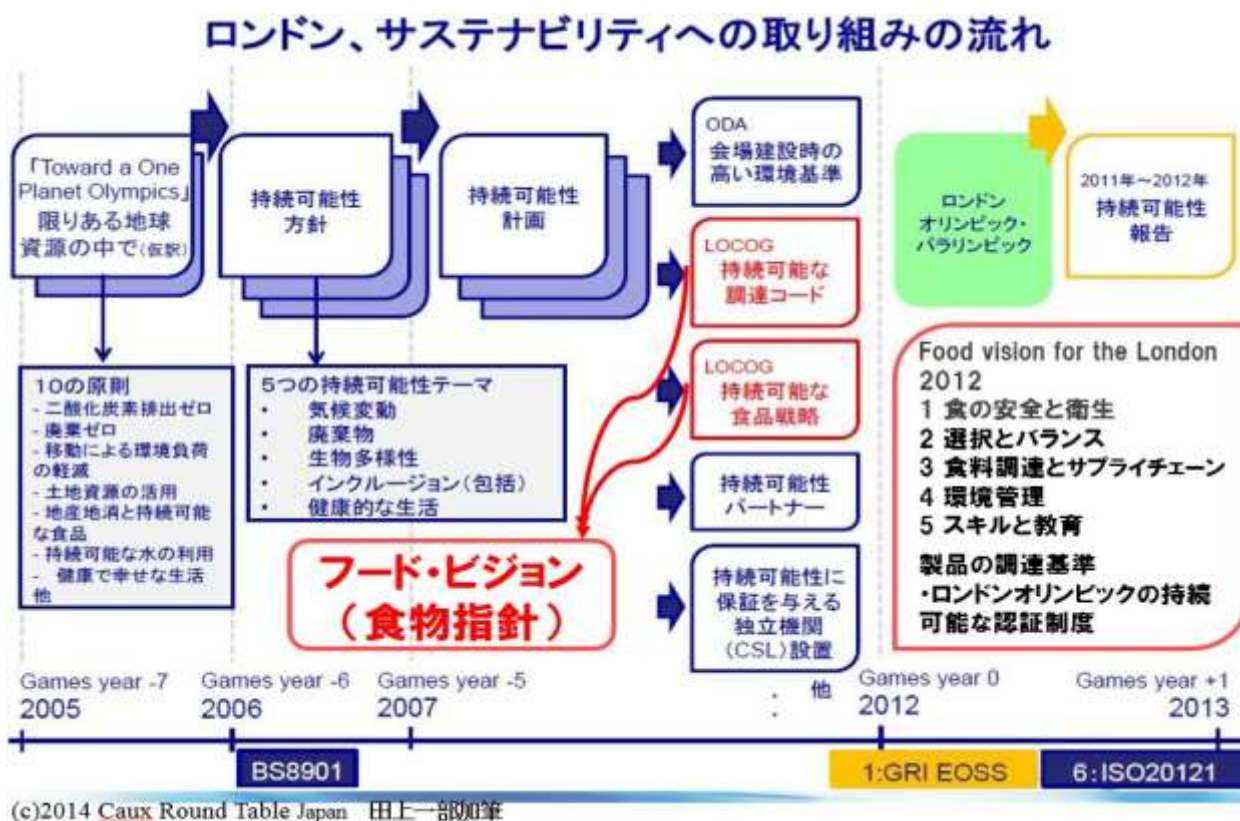 ロンドン、サステナビリティへの取り組みの流れ
「Toward a One
Planet Olympics」
限りある地球
資源の中で(仮訳)
持続可能性
方針
持続可能性
計画
ODA
会場建設時の
高い環境基準
LOCOG
持続可能な
調達コード
LOCOG
持続可能な
食品戦略
持続可能性
パートナー
持続可能性に
保証を与える
独立機関
(CSL)設置
: 他
ロンドン
オリンピック・
パラリンピック
2011年～2012年
持続可能性
報告
10の原則
- 二酸化炭素排出ゼロ
- 廃棄ゼロ
- 移動による環境負荷
の軽減
- 土地資源の活用
- 地産地消と持続可能
な食品
- 持続可能な水の利用
- 健康で幸せな生活
他
5つの持続可能性テーマ
・ 気候変動
・ 廃棄物
・ 生物多様性
・ インクルージョン(包括)
・ 健康的な生活
フード・ビジョン
(食物指針)
Food vision for the London
2012
1 食の安全と衛生
2 選択とバランス
3 食料調達とサプライチェーン
4 環境管理
5 スキルと教育
製品の調達基準
・ロンドンオリンピックの持続
可能な認証制度
Games year -7
2005
Games year -6
2006
Games year -5
2007
Games year 0
2012
Games year +1
2013
BS8901
1:GRI EOSS
6:ISO20121
(c)2014 Caux Round Table Japan 田上一部加筆